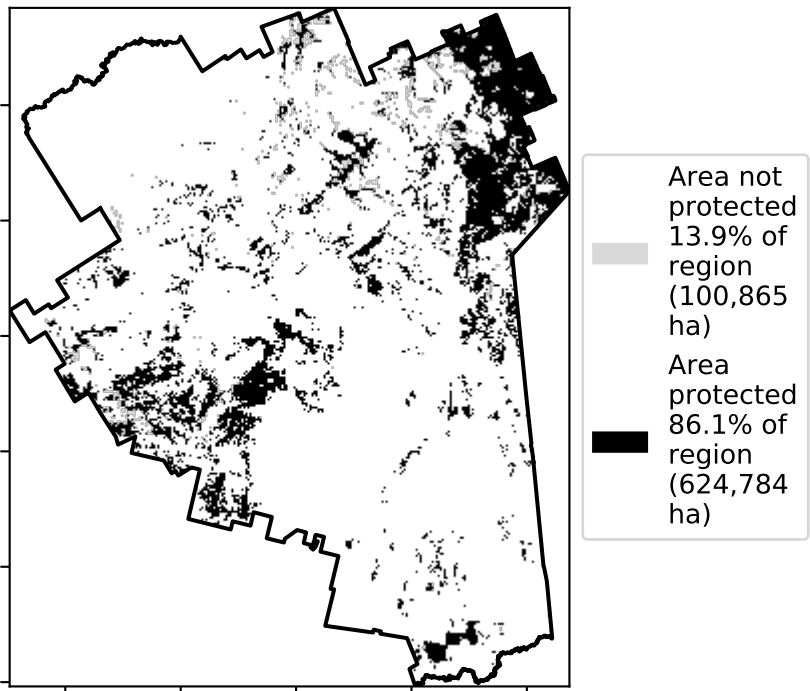 Area not
protected
13.9% of
region
(100,865
ha)
Area
protected
86.1% of
region
(624,784
ha)